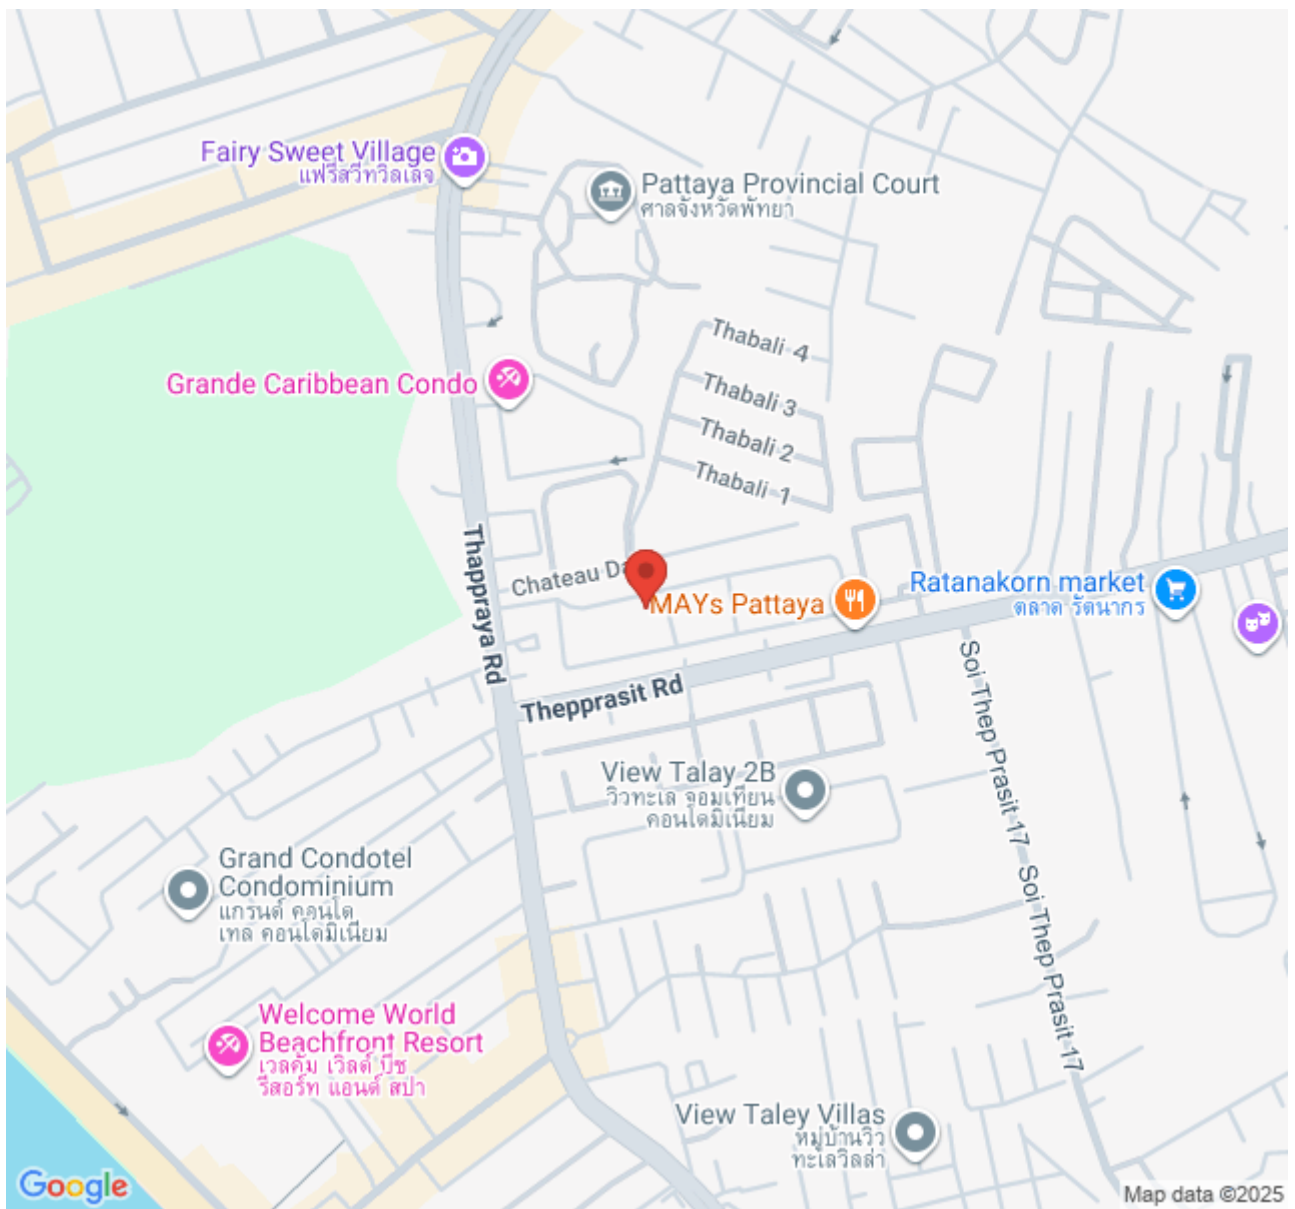 Fairy Sweet Village
แฟรี่สวีทวิลเลจ
Pattaya Provincial Court
ศาลจังหวัดพัทยา
Thabali 4
Grande Caribbean Condo
Thabali 3
Thabali 2
Thabali 1
Thappraya Rd
Chateau Da
MAYs Pattaya
Ratanakorn market
ตลาด รัตนากร
Thepprasit Rd
Soi Thep Prasit 17
View Talay 2B
วิวทะเล จอมเทียน
คอนโดมิเนียม
Grand Condotel
Condominium
แกรนด์ คอนโด
เทล คอนโดมิเนียม
Soi Thep Prasit 17
Welcome World
Beachfront Resort
เวลคัม เวิลด์ บีช
รีสอร์ท แอนด์ สปา
View Taley Villas
หมู่บ้านวิว
ทะเลวิลล่า
Google
Map data ©2025